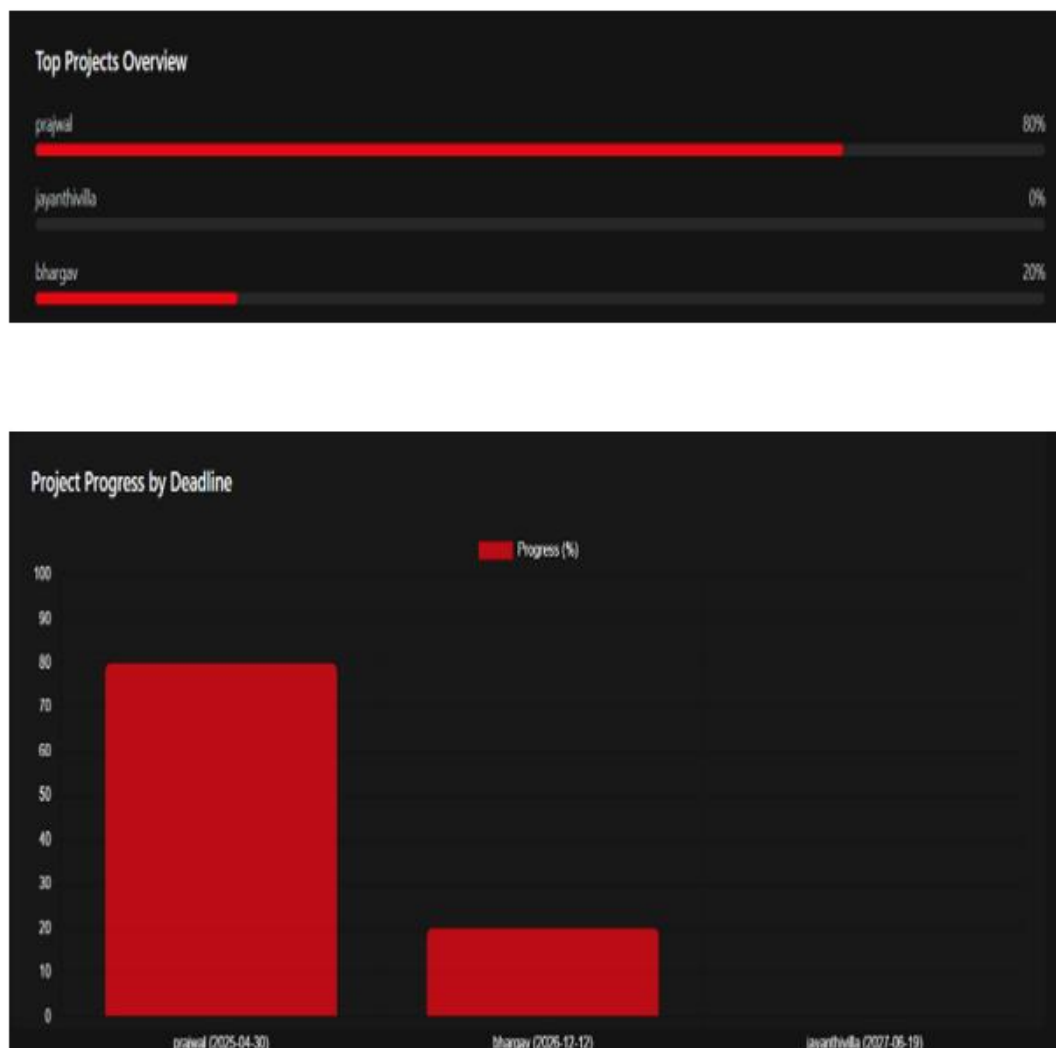 Top Projects Overview
prajwal 80%
jayanthivilla 0%
bhargav 20%
Project Progress by Deadline
Progress (%)
100
90
80
70
60
50
40
30
20
10
0
prajwal (2025-04-30) bhargav (2026-12-12) jayanthivilla (2027-06-19)